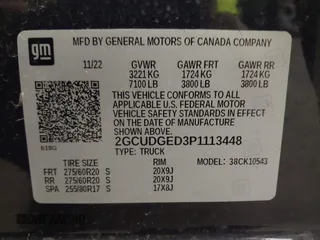 gm
MFD BY GENERAL MOTORS OF CANADA COMPANY
11/22 GVWR GAWR FRT GAWR RR
3221 KG 1724 KG 1724 KG
7100 LB 3800 LB 3800 LB
THIS VEHICLE CONFORMS TO ALL
APPLICABLE U.S. FEDERAL MOTOR
VEHICLE SAFETY STANDARDS IN
EFFECT ON THE DATE OF
MANUFACTURE SHOWN ABOVE.
2GCUDGED3P1113448
TYPE: TRUCK
MODEL: 38CK10543
TIRE SIZE RIM
FRT 275/60R20 S 20X9J
RR 275/60R20 S 20X9J
SPA 255/80R17 S 17X8J